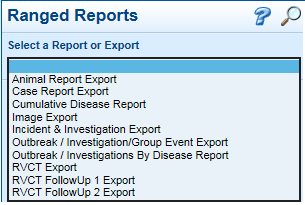 Ranged Reports
Select a Report or Export
Animal Report Export
Case Report Export
Cumulative Disease Report
Image Export
Incident & Investigation Export
Outbreak / Investigation/Group Event Export
Outbreak / Investigations By Disease Report
RVCT Export
RVCT FollowUp 1 Export
RVCT FollowUp 2 Export